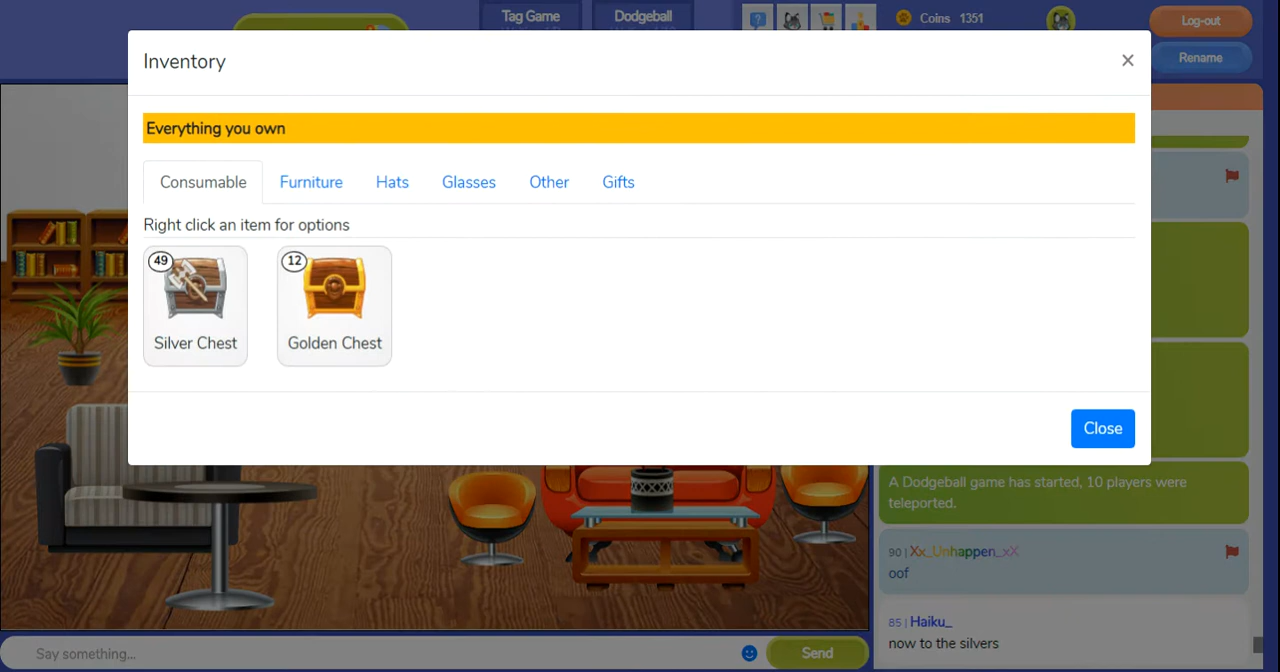 Tag Game
Dodgeball
Coins 1351
Log-out
Rename
Inventory
×
Everything you own
Consumable Furniture Hats Glasses Other Gifts
Right click an item for options
49
Silver Chest
12
Golden Chest
Close
A Dodgeball game has started, 10 players were
teleported.
90 | Xx_Unhappen_xX
oof
85 | Haiku_
now to the silvers
Say something...
Send